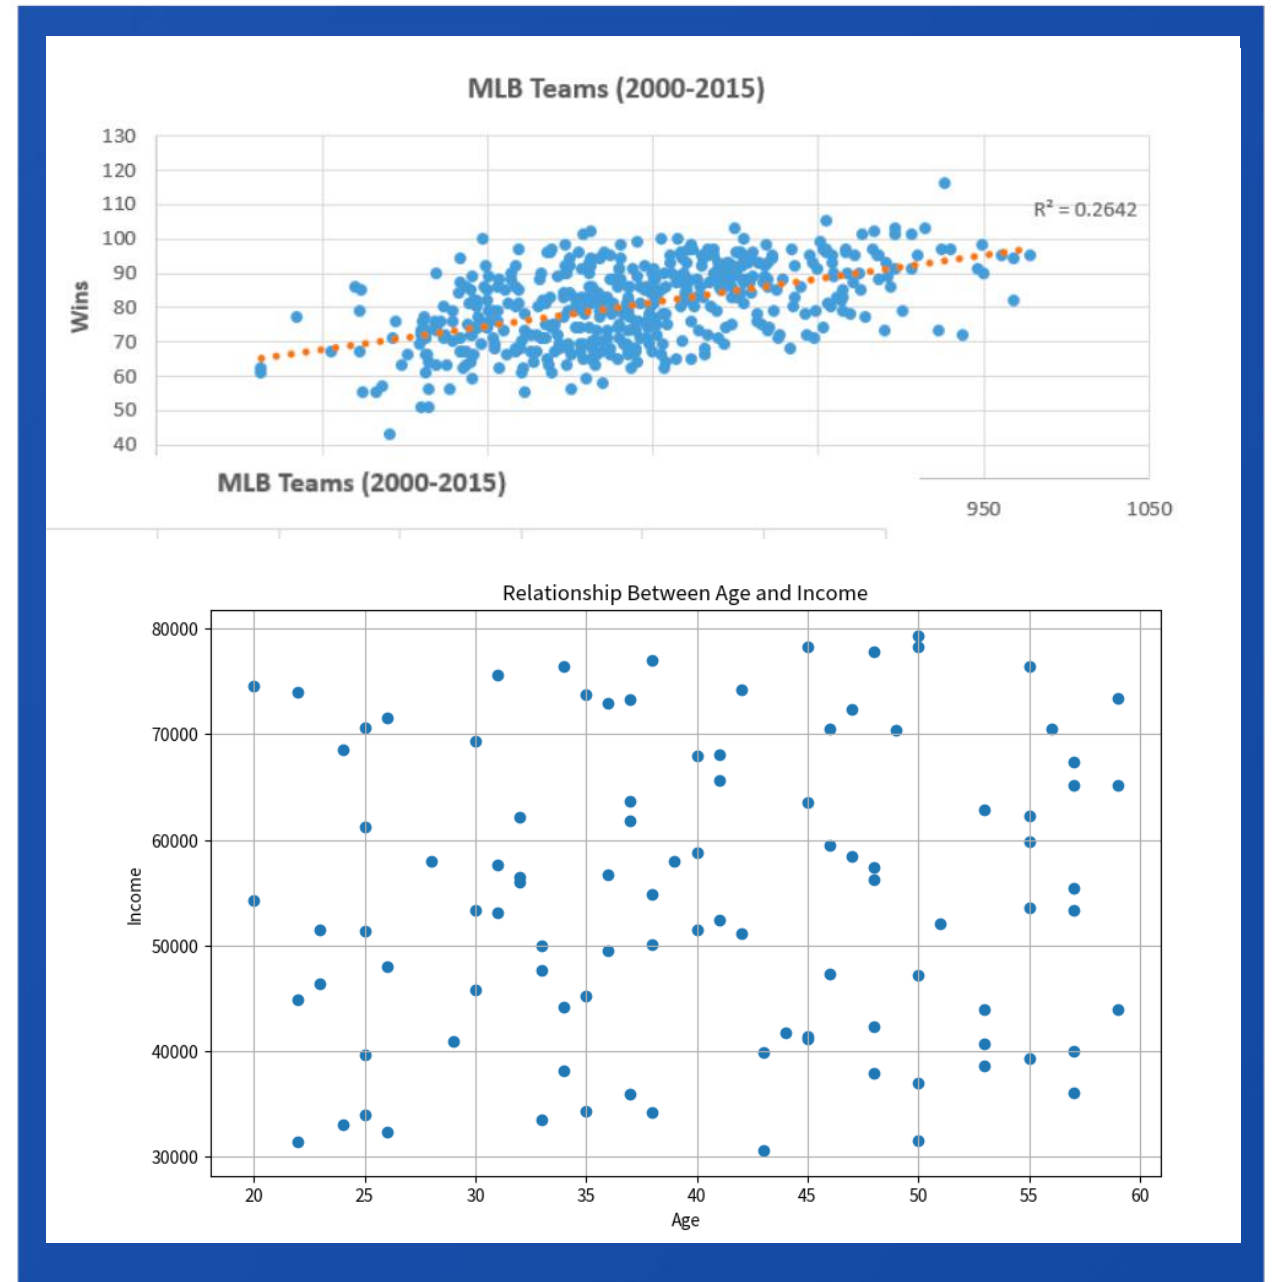 MLB Teams (2000-2015)
130
120
110
R² = 0.2642
100
90
Wins
80
70
60
50
40
MLB Teams (2000-2015)
950 1050
Relationship Between Age and Income
80000
70000
60000
Income
50000
40000
30000
20 25 30 35 40 45 50 55 60
Age